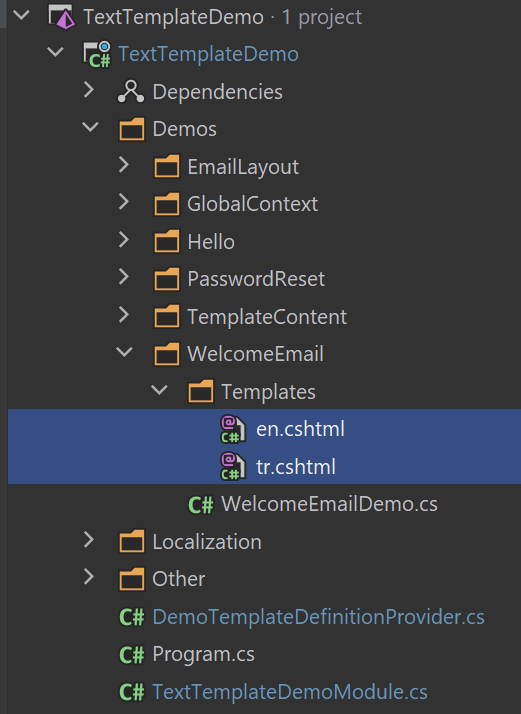 TextTemplateDemo · 1 project
TextTemplateDemo
Dependencies
Demos
EmailLayout
GlobalContext
Hello
PasswordReset
TemplateContent
WelcomeEmail
Templates
en.cshtml
tr.cshtml
C# WelcomeEmailDemo.cs
Localization
Other
C# DemoTemplateDefinitionProvider.cs
C# Program.cs
C# TextTemplateDemoModule.cs